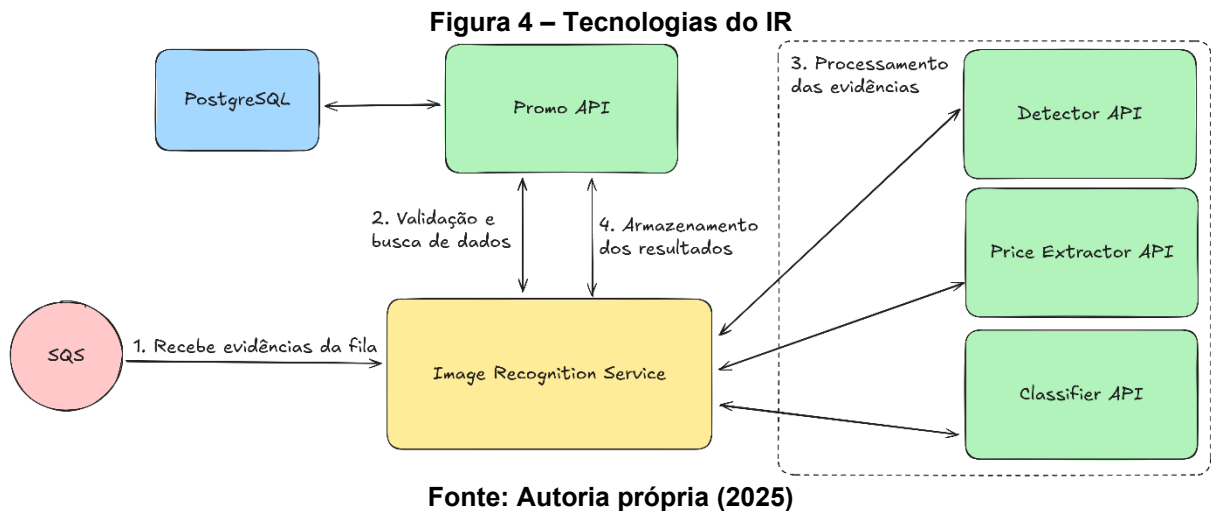 Figura 4 – Tecnologias do IR
PostgreSQL
Promo API
3. Processamento
das evidências
Detector API
2. Validação e
busca de dados
4. Armazenamento
dos resultados
Price Extractor API
SQS
1. Recebe evidências da fila
Image Recognition Service
Classifier API
Fonte: Autoria própria (2025)